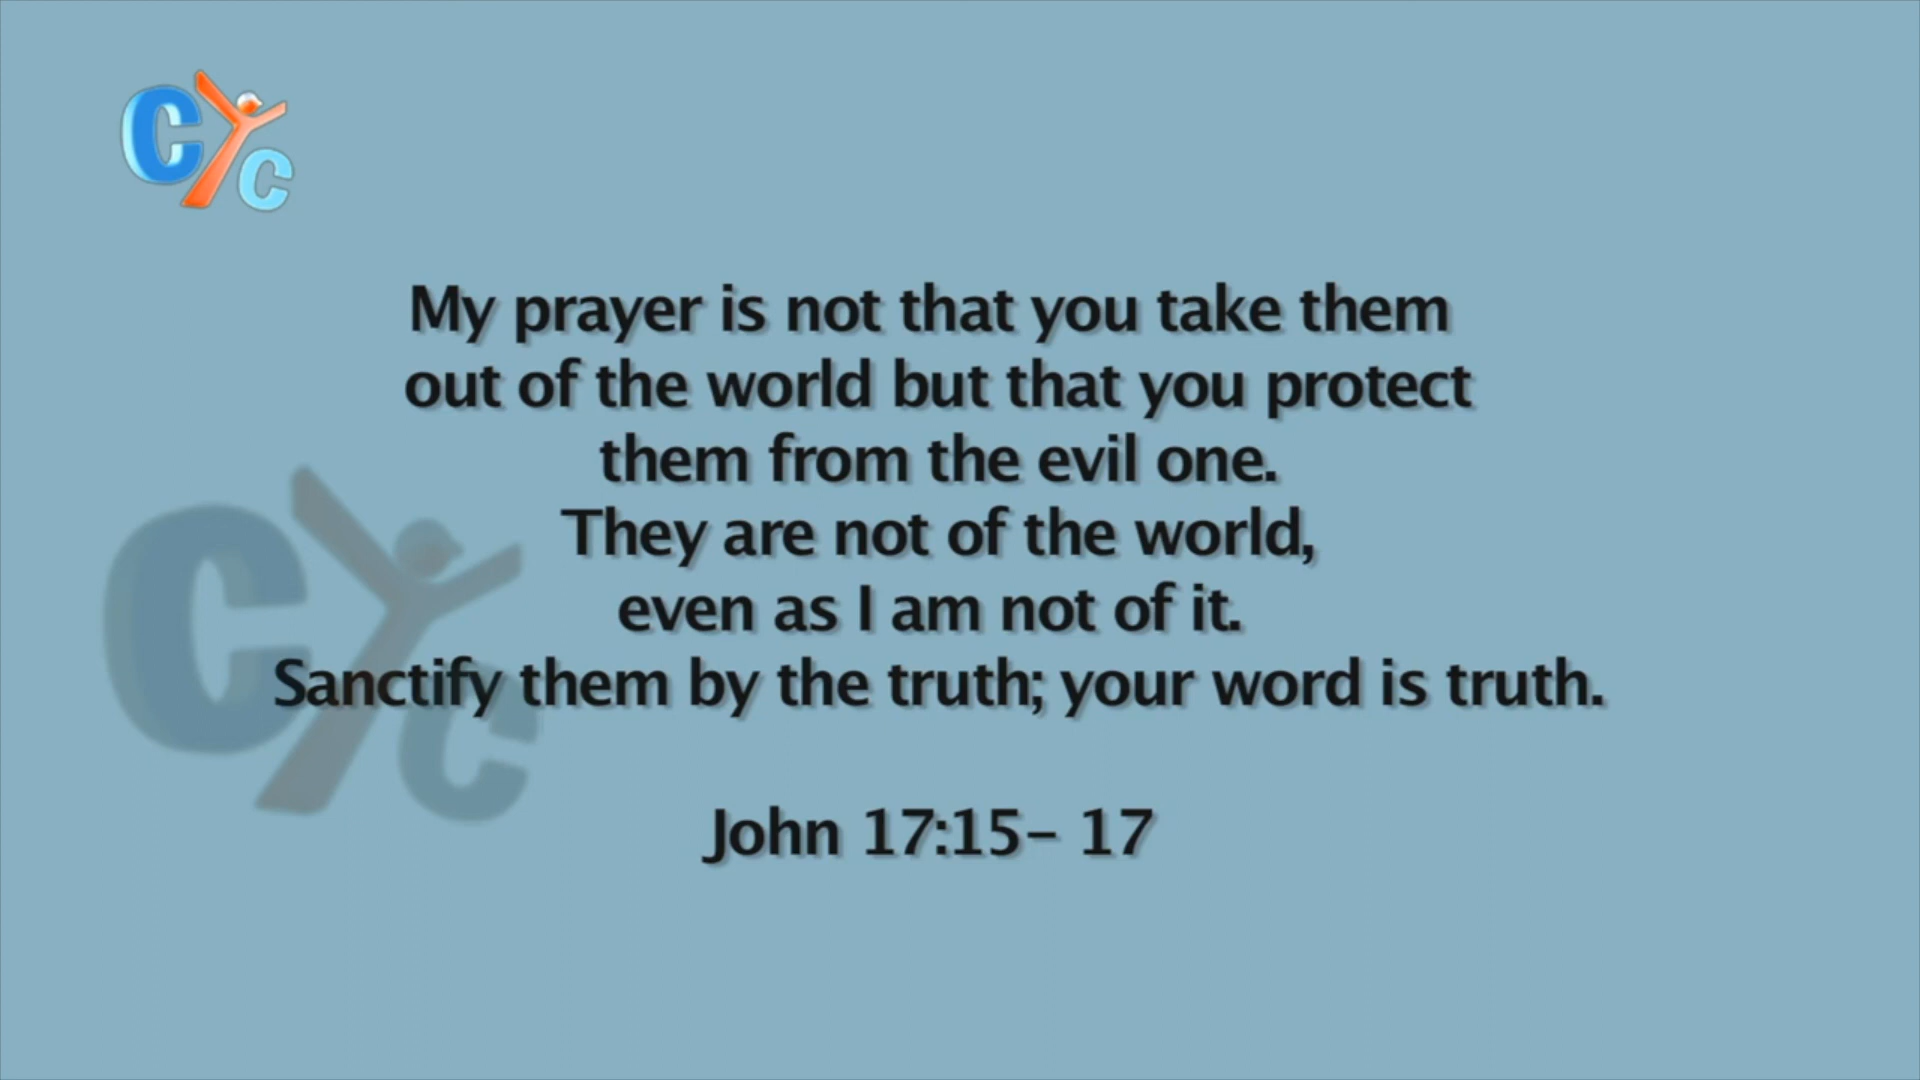 CYC
My prayer is not that you take them
out of the world but that you protect
them from the evil one.
They are not of the world,
even as I am not of it.
Sanctify them by the truth; your word is truth.
John 17:15– 17
CYC